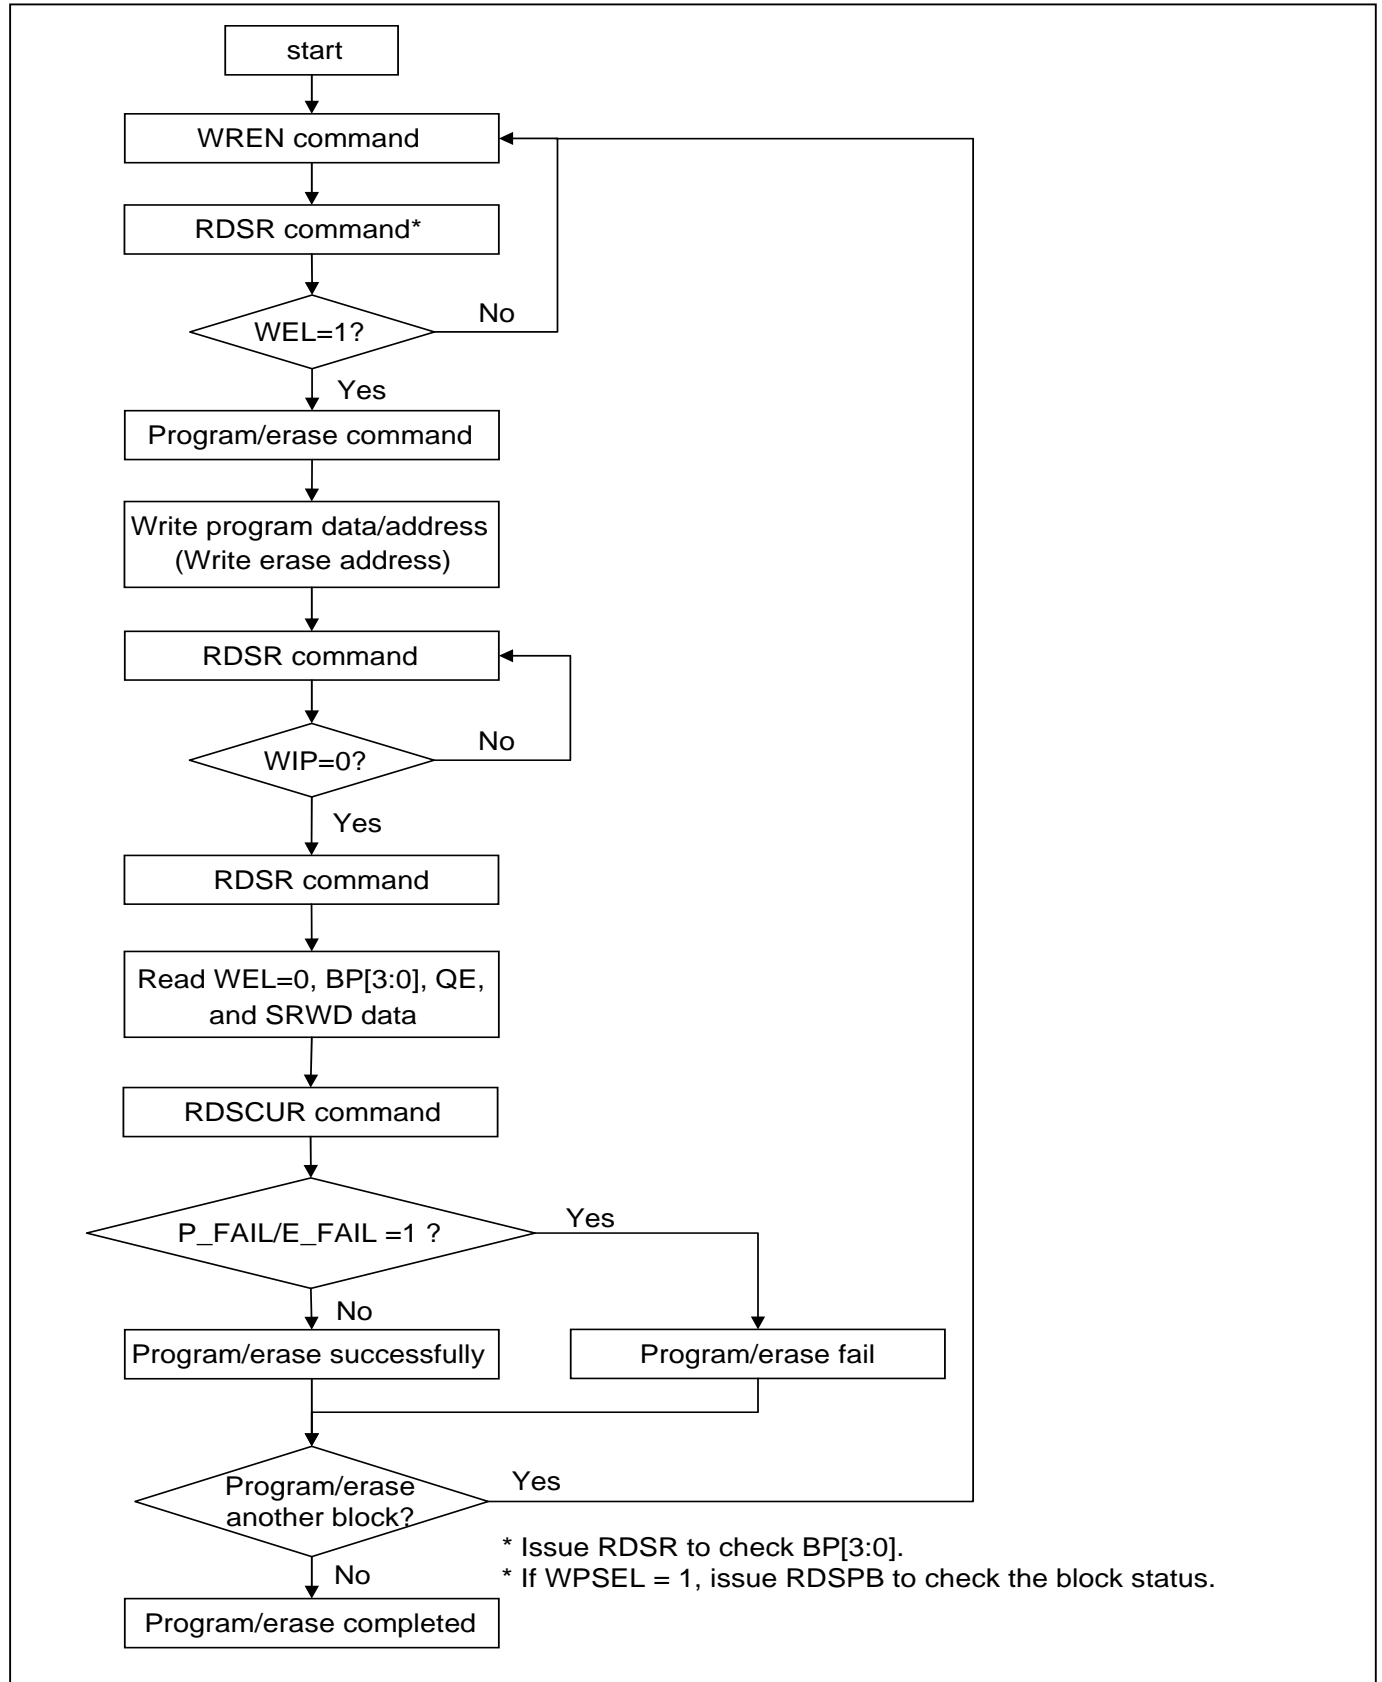 start
WREN command
RDSR command*
WEL=1?
No
Yes
Program/erase command
Write program data/address
(Write erase address)
RDSR command
WIP=0?
No
Yes
RDSR command
Read WEL=0, BP[3:0], QE,
and SRWD data
RDSCUR command
P_FAIL/E_FAIL =1 ?
Yes
No
Program/erase successfully
Program/erase fail
Program/erase
another block?
Yes
* Issue RDSR to check BP[3:0].
* If WPSEL = 1, issue RDSPB to check the block status.
No
Program/erase completed